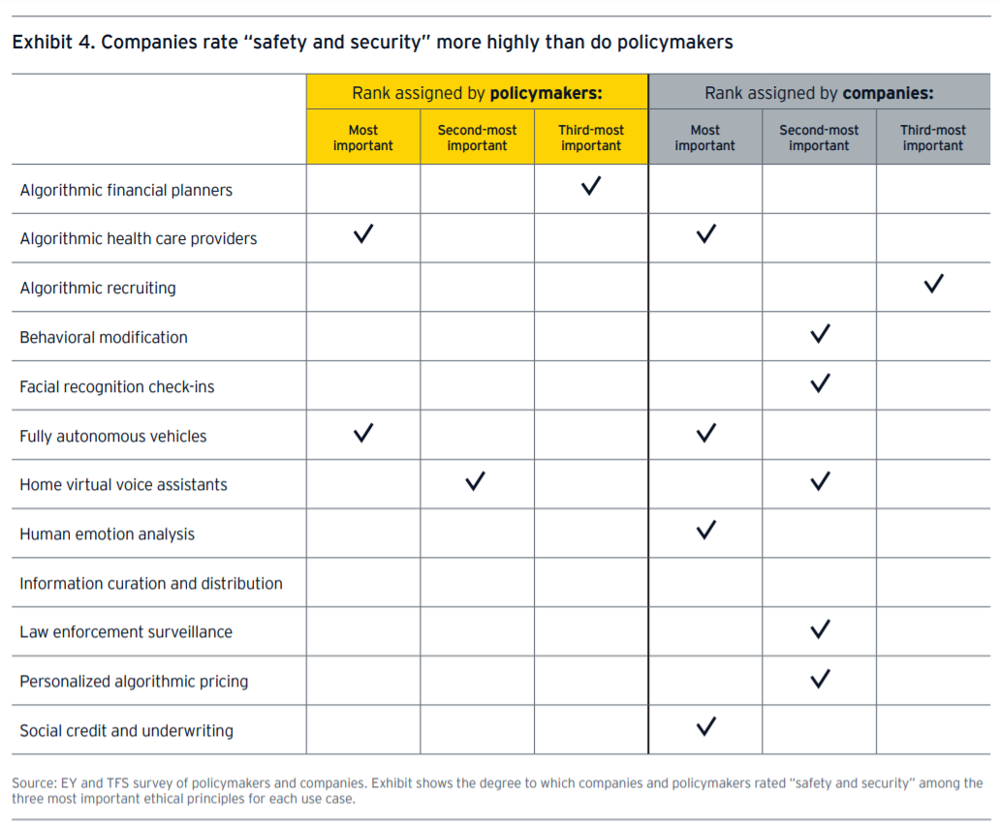 Exhibit 4. Companies rate “safety and security” more highly than do policymakers
Rank assigned by policymakers:
Rank assigned by companies:
Most
important
Second-most
important
Third-most
important
Most
important
Second-most
important
Third-most
important
Algorithmic financial planners
Algorithmic health care providers
Algorithmic recruiting
Behavioral modification
Facial recognition check-ins
Fully autonomous vehicles
Home virtual voice assistants
Human emotion analysis
Information curation and distribution
Law enforcement surveillance
Personalized algorithmic pricing
Social credit and underwriting
Source: EY and TFS survey of policymakers and companies. Exhibit shows the degree to which companies and policymakers rated “safety and security” among the
three most important ethical principles for each use case.